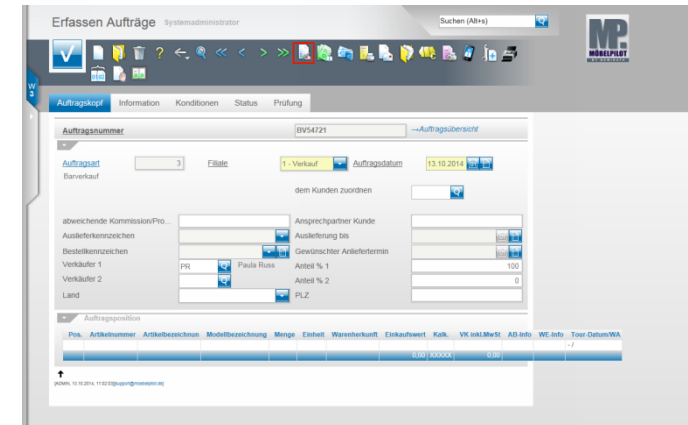 Erfassen Aufträge Systemadministrator
Suchen (Alt+s)
MP
MÖBELPILOT
W
3
Auftragskopf Information Konditionen Status Prüfung
Auftragsnummer BV54721 →Auftragsübersicht
Auftragsart 3 Filiale 1 - Verkauf Auftragsdatum 13.10.2014
Barverkauf
dem Kunden zuordnen
abweichende Kommission/Pro... Ansprechpartner Kunde
Auslieferkennzeichen Auslieferung bis
Bestellkennzeichen Gewünschter Anliefertermin
Verkäufer 1 PR Paula Russ Anteil % 1 100
Verkäufer 2 Anteil % 2 0
Land PLZ
Auftragsposition
Pos. Artikelnummer Artikelbezeichnun Modellbezeichnung Menge Einheit Warenherkunft Einkaufswert Kalk. VK inkl.MwSt AB-Info WE-Info Tour-Datum/WA
- /
0,00 XXXXX 0,00